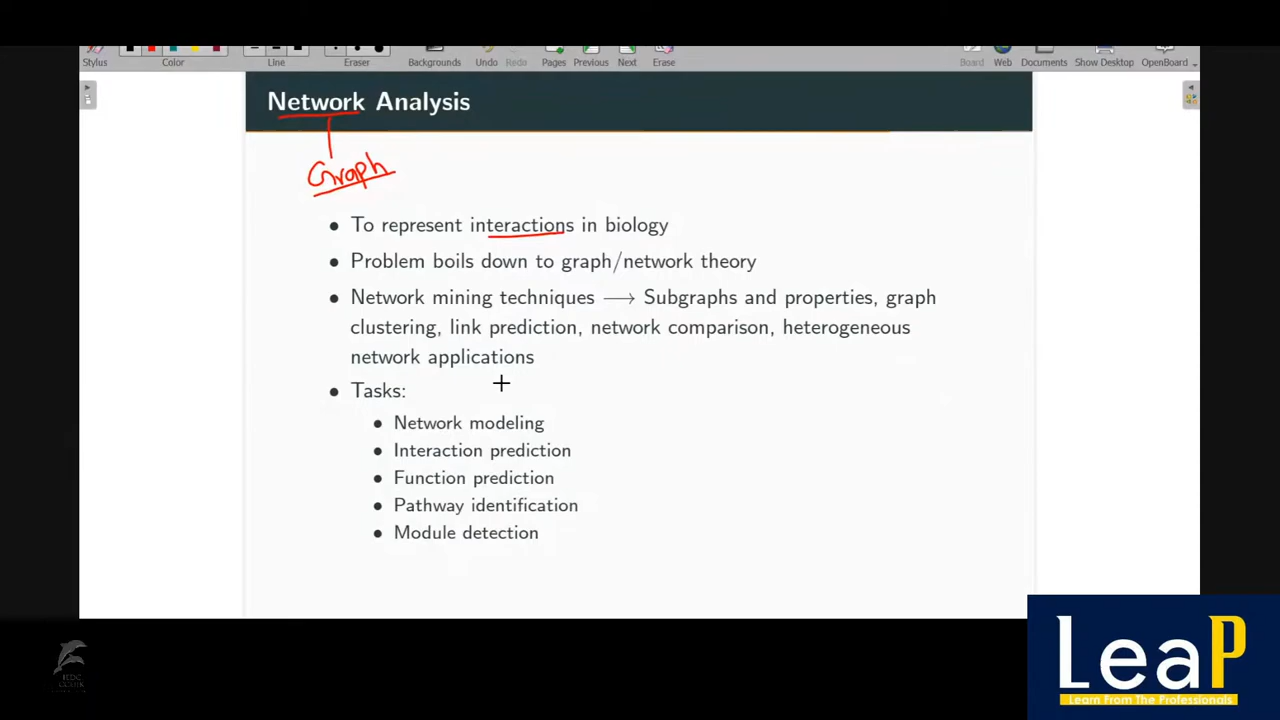 Stylus Color Line Eraser Backgrounds Undo Redo Pages Previous Next Erase Board Web Documents Show Desktop OpenBoard
Network Analysis
Graph
• To represent interactions in biology
• Problem boils down to graph/network theory
• Network mining techniques → Subgraphs and properties, graph
clustering, link prediction, network comparison, heterogeneous
network applications
• Tasks:
• Network modeling
• Interaction prediction
• Function prediction
• Pathway identification
• Module detection
LeaP
Learn From The Professionals